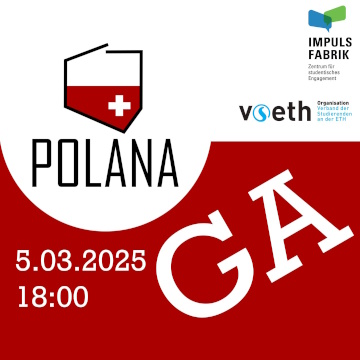 IMPULS
FABRIK
Zentrum für
studentisches
Engagement
vseth
Organisation
Verband der
Studierenden
an der ETH
POLANA
GA
5.03.2025
18:00